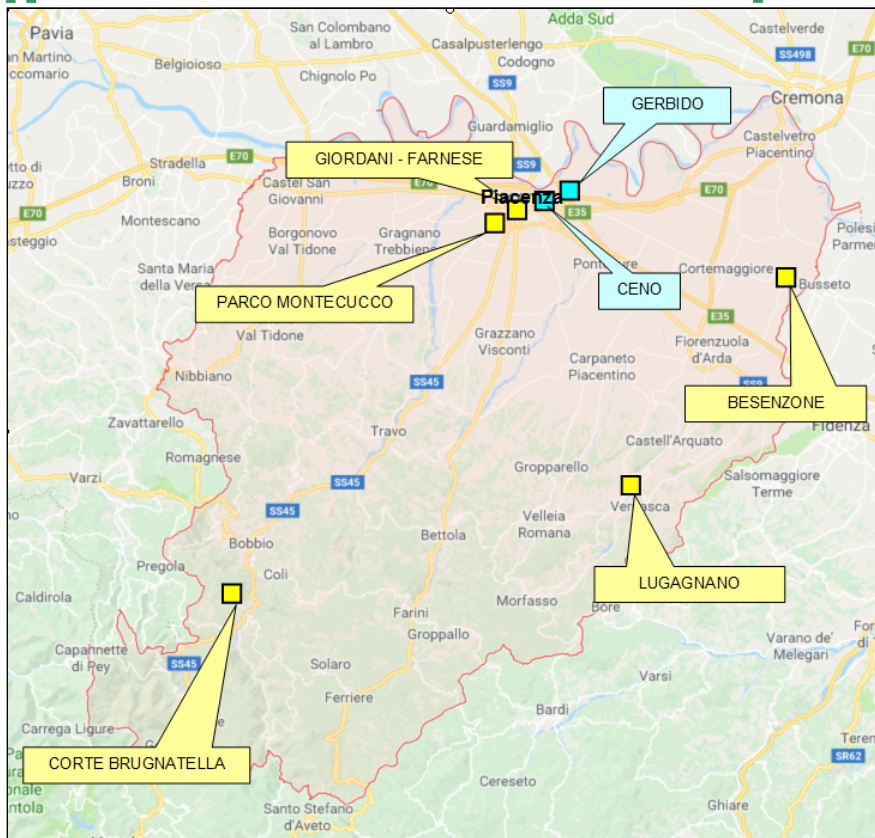 Pavia
San Colombano
al Lambro
Adda Sud
Castelverde
SS498
E70
Casalpusterlengo
Codogno
San Martino
Belgioioso
Chignolo Po
SS9
Cremona
GERBIDO
Guardamiglio
Castelvetro
Piacentino
GIORDANI - FARNESE
SS9
Stradella
E70
Broni
Castel San
Giovanni
E70
E70
Piacenza
E70
Montescano
E35
Borgonovo
Val Tidone
Gragnano
Trebbiense
Santa Maria
della Versa
Cortemaggiore
Busseto
CENO
PARCO MONTECUCCO
E35
Val Tidone
Grazzano
Visconti
Fiorenzuola
d'Arda
Carpaneto
Piacentino
Nibbiano
SS45
SS9
BESENZONE
Zavattarello
Travo
Fidenza
Castell'Arquato
Romagnese
Varzi
SS45
Gropparello
Salsomaggiore
Terme
SS45
Velleia
Romana
Vernasca
Bobbio
Bettola
Pregola
Coli
LUGAGNANO
Caldirola
Morfasso
Bore
Farini
Groppallo
Varano de'
Melegari
Capannette
di Pey
SS45
Solaro
Varsi
Ferriere
Bardi
Carrega Ligure
CORTE BRUGNATELLA
SR62
Cereseto
Santo Stefano
d'Aveto
Ghiare